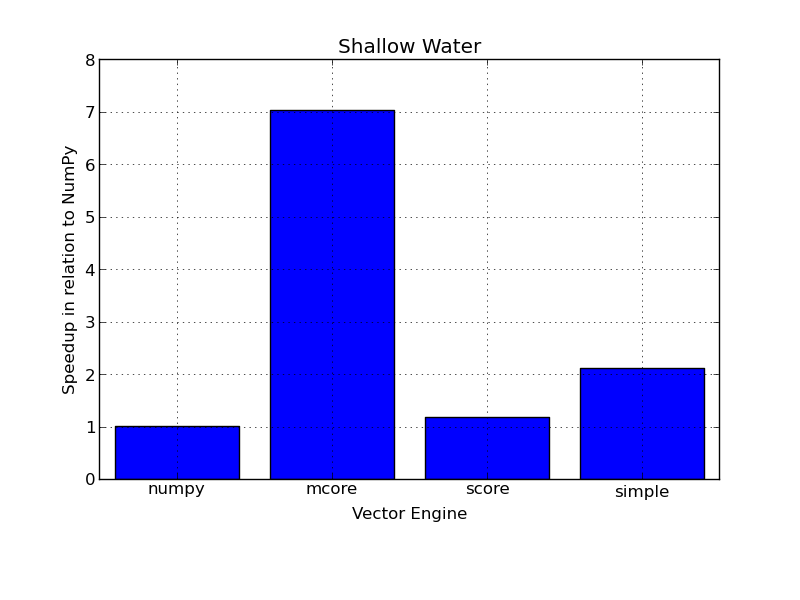 Shallow Water
Speedup in relation to NumPy
8
7
6
5
4
3
2
1
0
numpy mcore score simple
Vector Engine